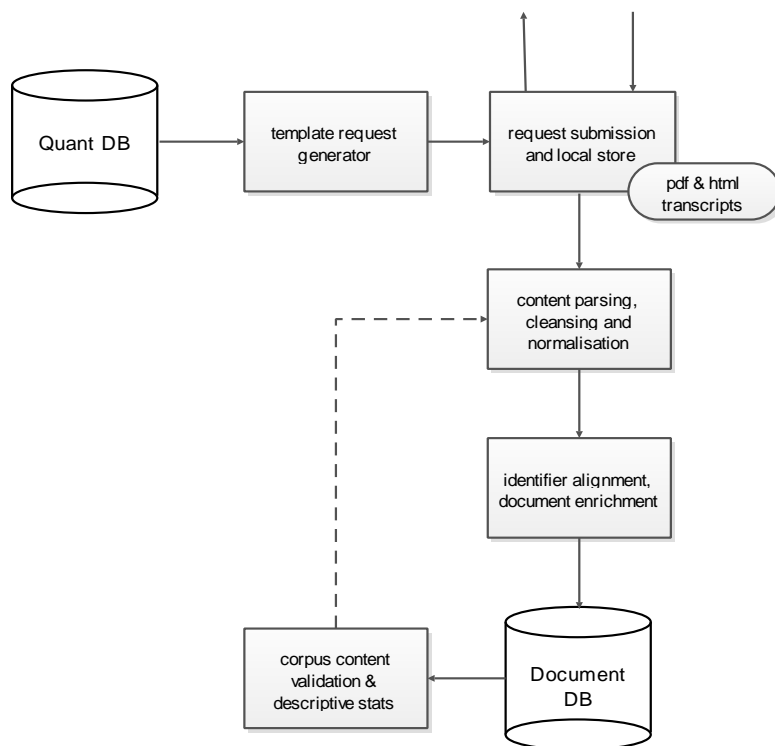 Quant DB
template request
generator
request submission
and local store
pdf & html
transcripts
content parsing,
cleansing and
normalisation
identifier alignment,
document enrichment
corpus content
validation &
descriptive stats
Document
DB